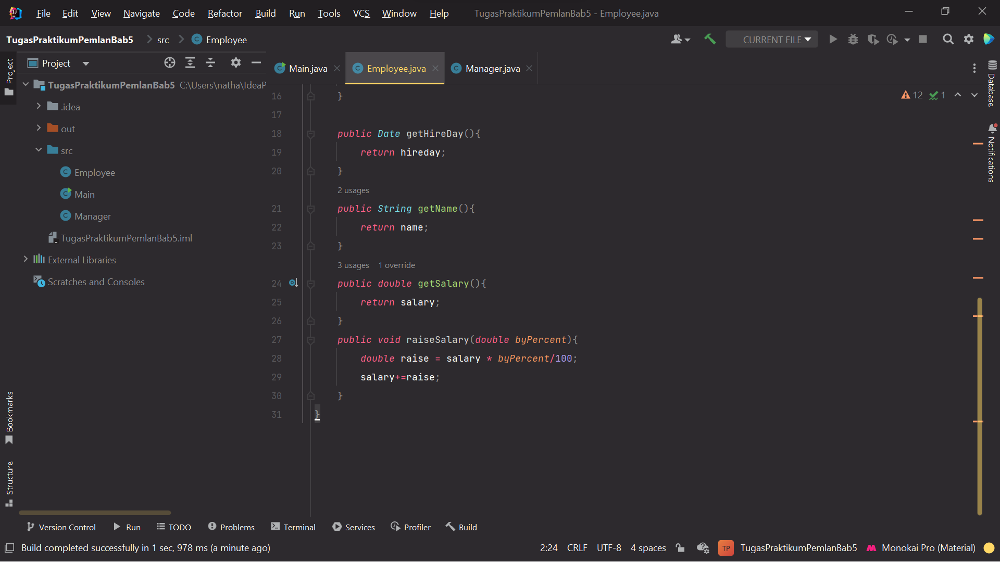 File Edit View Navigate Code Refactor Build Run Tools VCS Window Help TugasPraktikumPemlanBab5 - Employee.java
TugasPraktikumPemlanBab5 src Employee CURRENT FILE
Project
Project
Main.java Employee.java Manager.java
TugasPraktikumPemlanBab5 C:\Users\natha\IdeaP
.idea
out
src
Employee
Main
Manager
TugasPraktikumPemlanBab5.iml
External Libraries
Scratches and Consoles
12 1
16 }
17
18 public Date getHireDay(){
19 return hireday;
20 }
2 usages
21 public String getName(){
22 return name;
23 }
3 usages 1 override
24 public double getSalary(){
25 return salary;
26 }
27 public void raiseSalary(double byPercent){
28 double raise = salary * byPercent/100;
29 salary+=raise;
30 }
31 }
Database
Notifications
Bookmarks
Structure
Version Control Run TODO Problems Terminal Services Profiler Build
Build completed successfully in 1 sec, 978 ms (a minute ago) 2:24 CRLF UTF-8 4 spaces TP TugasPraktikumPemlanBab5 Monokai Pro (Material)